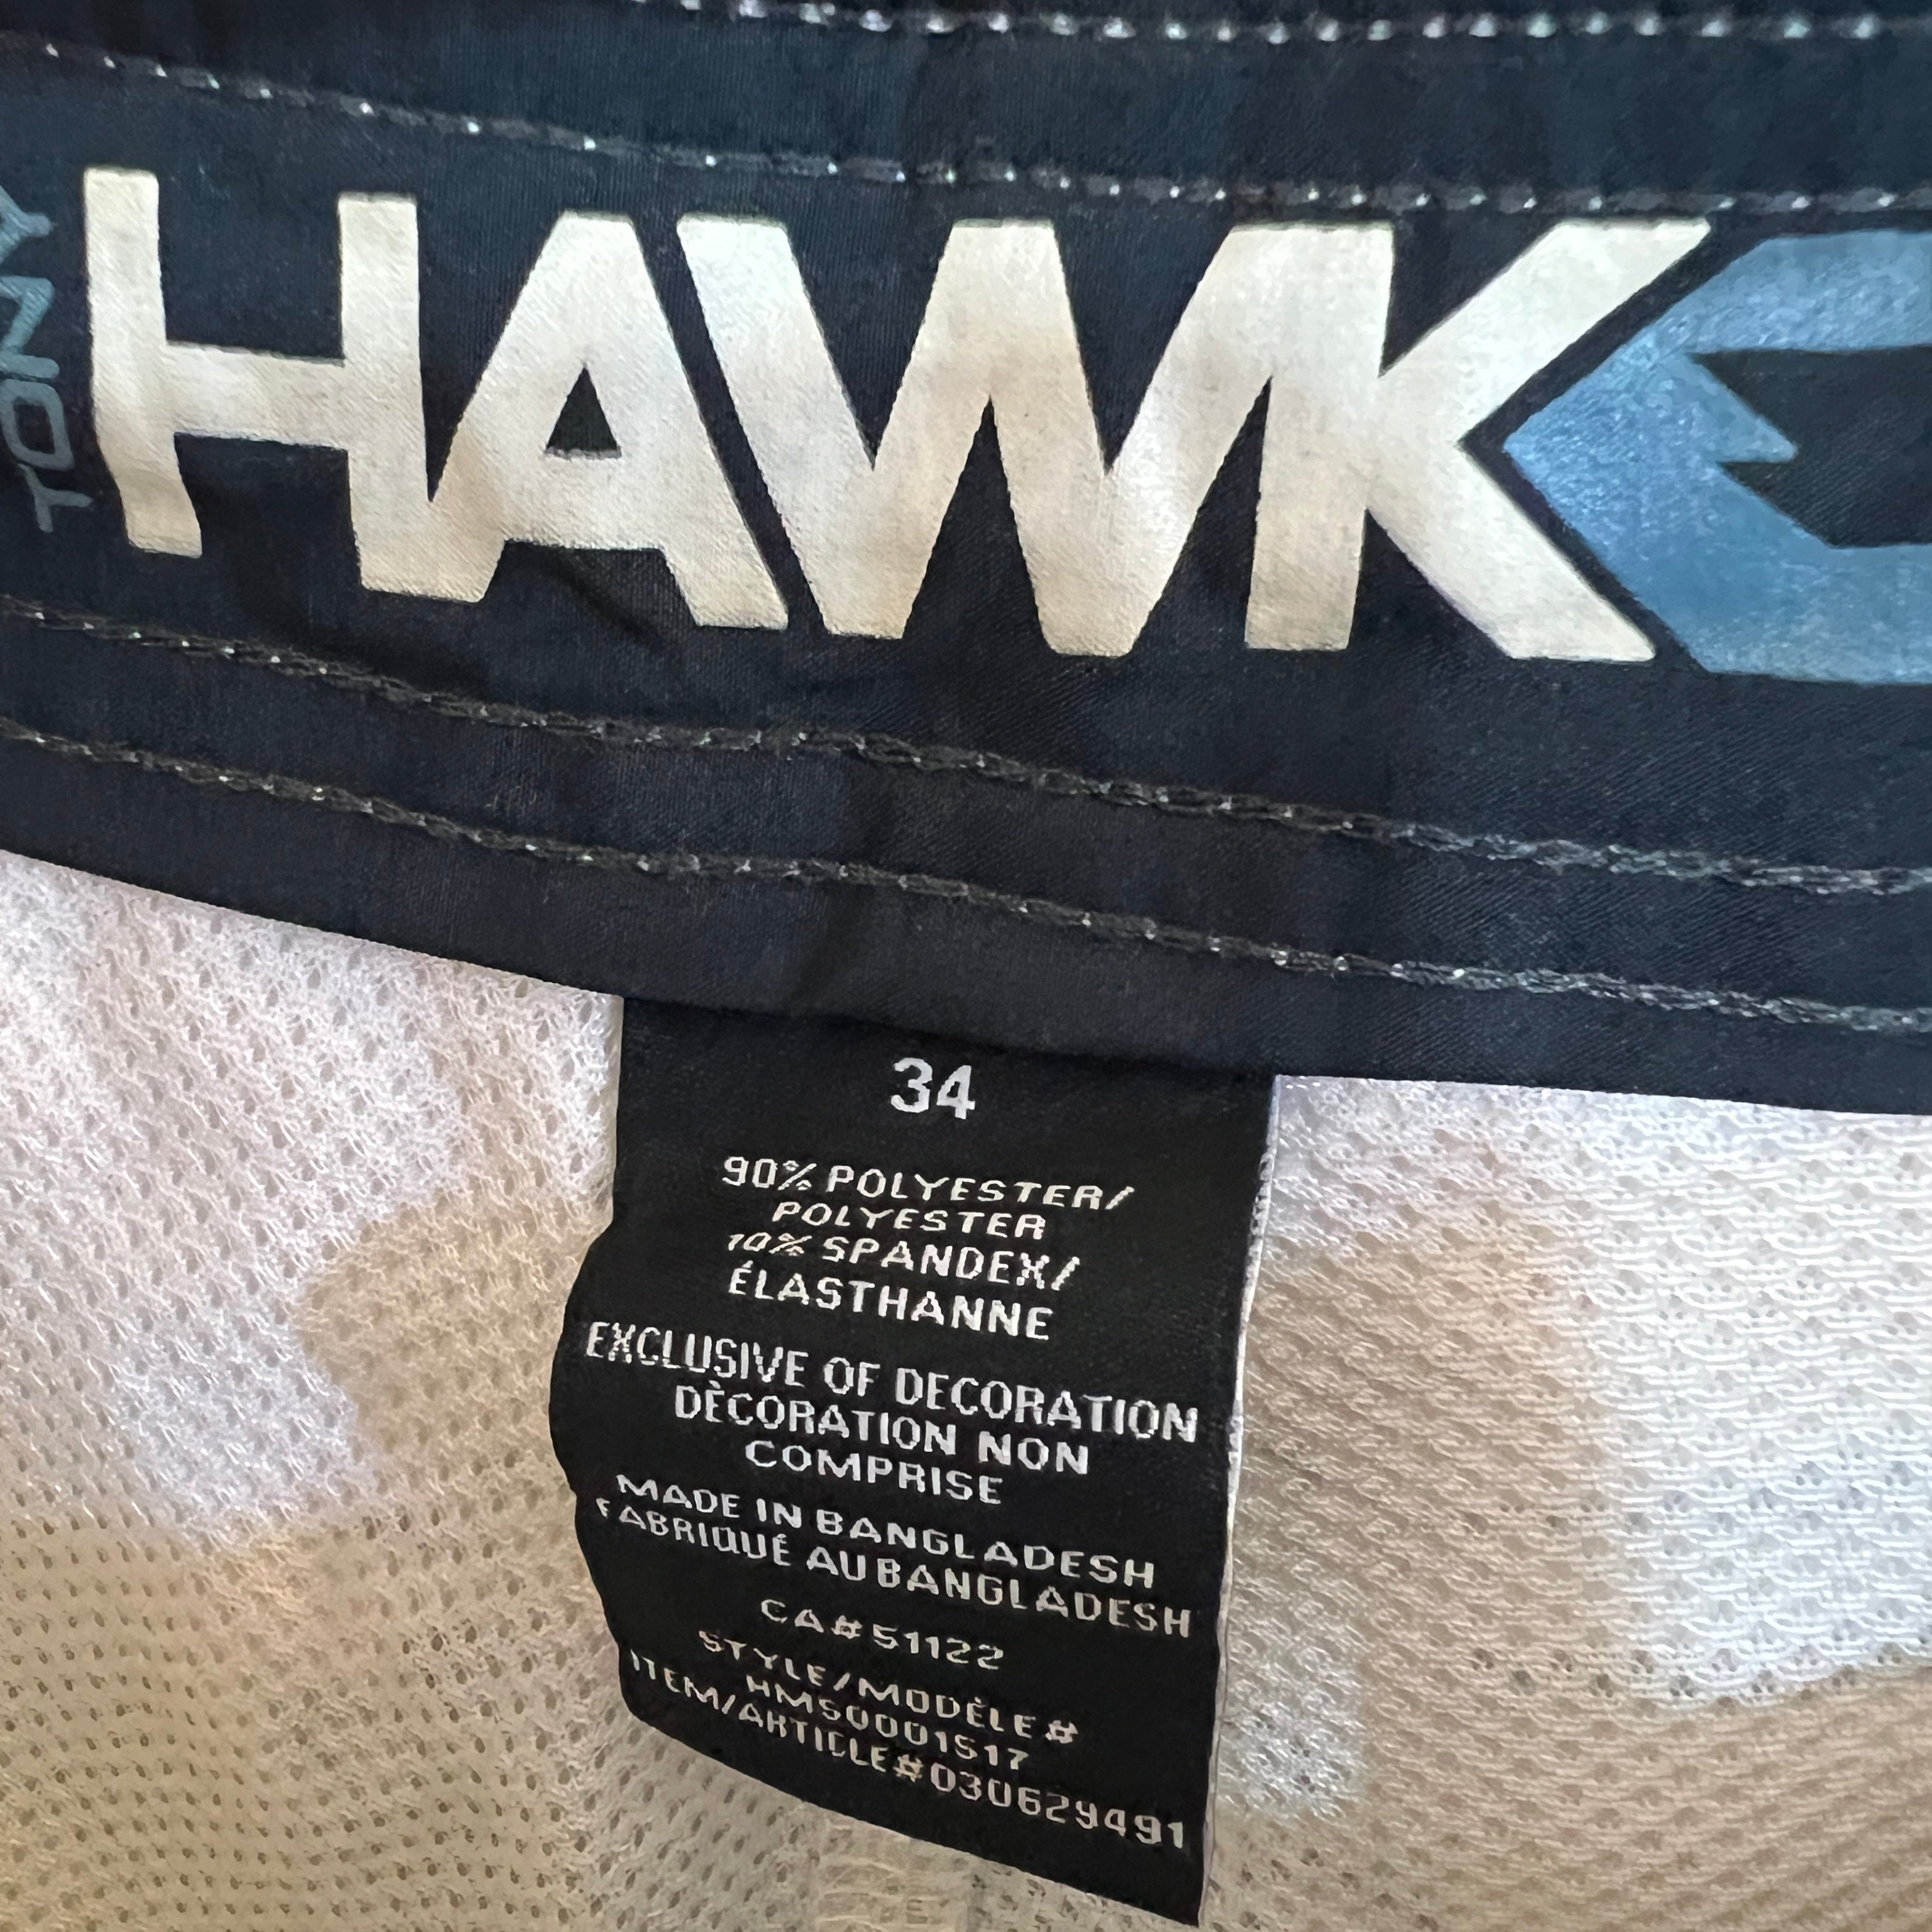 TONY
HAWK
34
90% POLYESTER/
POLYESTER
10% SPANDEX/
ÉLASTHANNE
EXCLUSIVE OF DECORATION
DÈCORATION NON
COMPRISE
MADE IN BANGLADESH
FABRIQUÉ AU BANGLADESH
CA# 51122
STYLE/MODÈLE#
HMS0001517
ITEM/ARTICLE#030629491